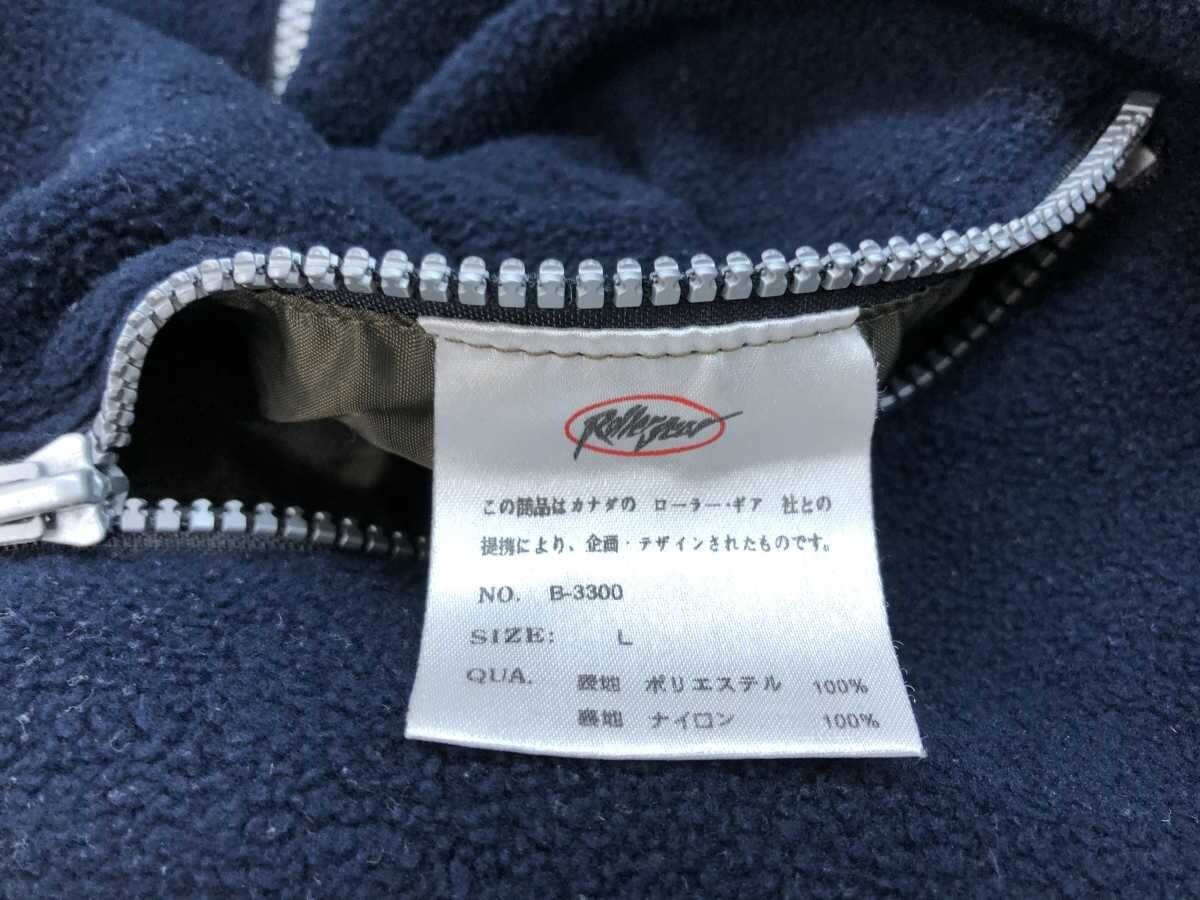 Roller Gear
この商品はカナダの ローラー・ギア 社との
提携により、企画・デザインされたものです。
NO. B-3300
SIZE: L
QUA. 表地 ポリエステル 100%
裏地 ナイロン 100%